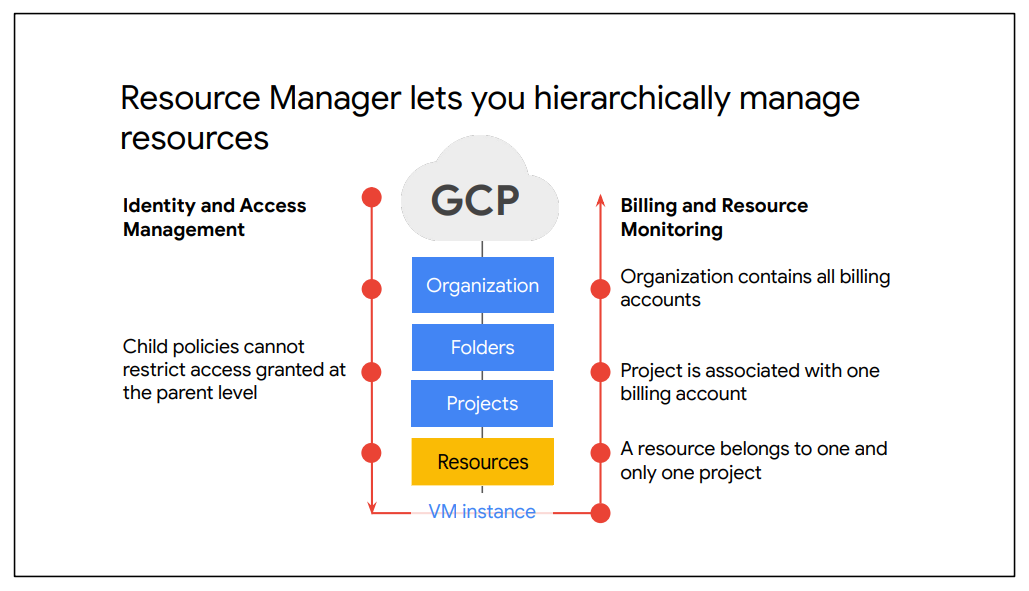 Resource Manager lets you hierarchically manage
resources
GCP
Identity and Access
Management
Child policies cannot
restrict access granted at
the parent level
Organization
Folders
Projects
Resources
VM instance
Billing and Resource
Monitoring
Organization contains all billing
accounts
Project is associated with one
billing account
A resource belongs to one and
only one project